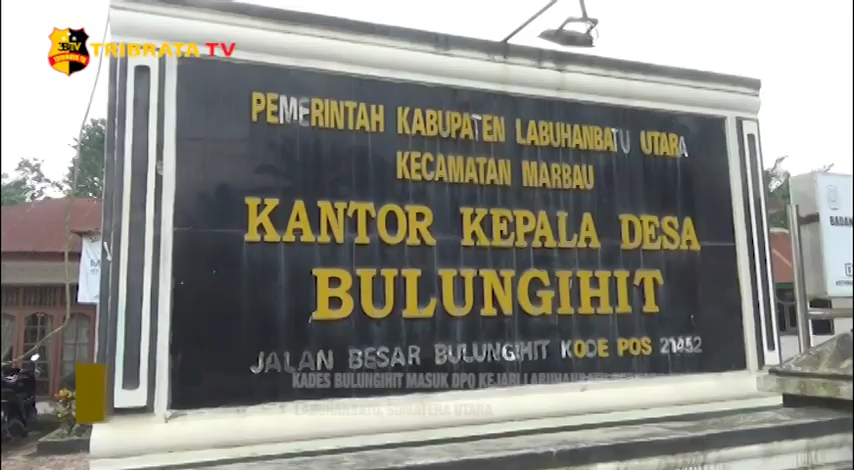 TRIBRATA TV
PEMERINTAH KABUPATEN LABUHANBATU UTARA
KECAMATAN MARBAU
KANTOR KEPALA DESA
BULUNGIHIT
JALAN BESAR BULUNGIHIT KODE POS 21452
KADES BULUNGIHIT MASUK DPO KEJARI
LABUHANBATU, SUMATERA UTARA
BADAN